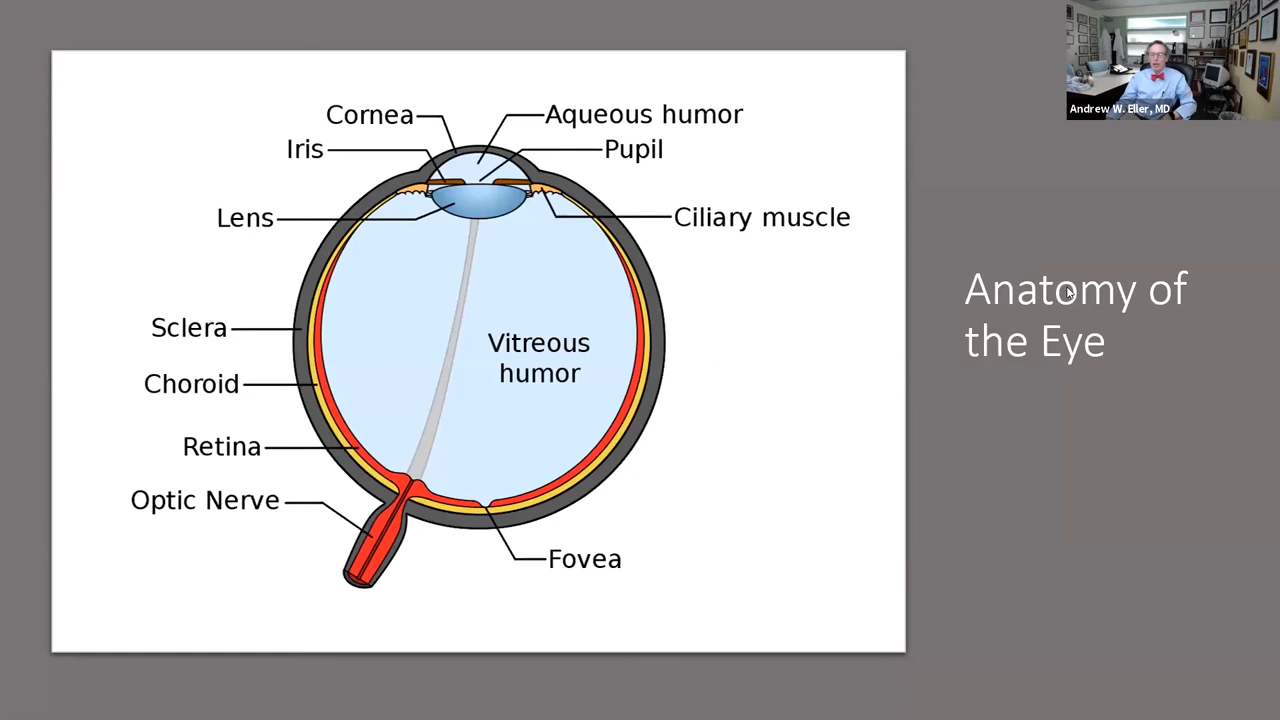 Andrew W. Eller, MD
Cornea
Aqueous humor
Iris
Pupil
Lens
Ciliary muscle
Sclera
Vitreous
humor
Choroid
Retina
Optic Nerve
Fovea
Anatomy of
the Eye